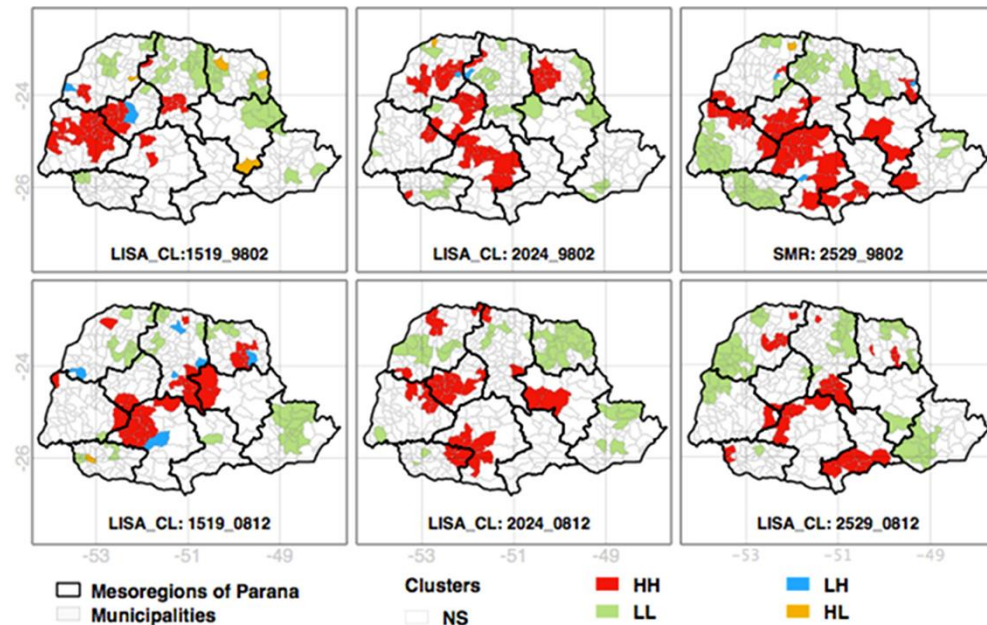 -24
-26
LISA_CL:1519_9802
LISA_CL: 2024_9802
SMR: 2529_9802
-24
-26
LISA_CL: 1519_0812
LISA_CL: 2024_0812
LISA_CL: 2529_0812
-53 -51 -49
-53 -51 -49
-53 -51 -49
Mesoregions of Parana
Municipalities
Clusters
NS
HH
LL
LH
HL